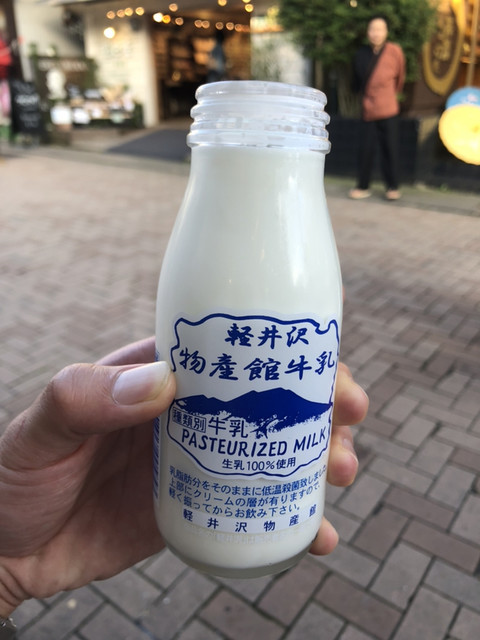 軽井沢
物産館牛乳
種類別 牛乳
PASTEURIZED MILK
生乳100%使用
乳脂肪分をそのままに低温殺菌致しました
上部にクリームの層が有りますので、
軽く振ってからお飲み下さい。
軽井沢物産館